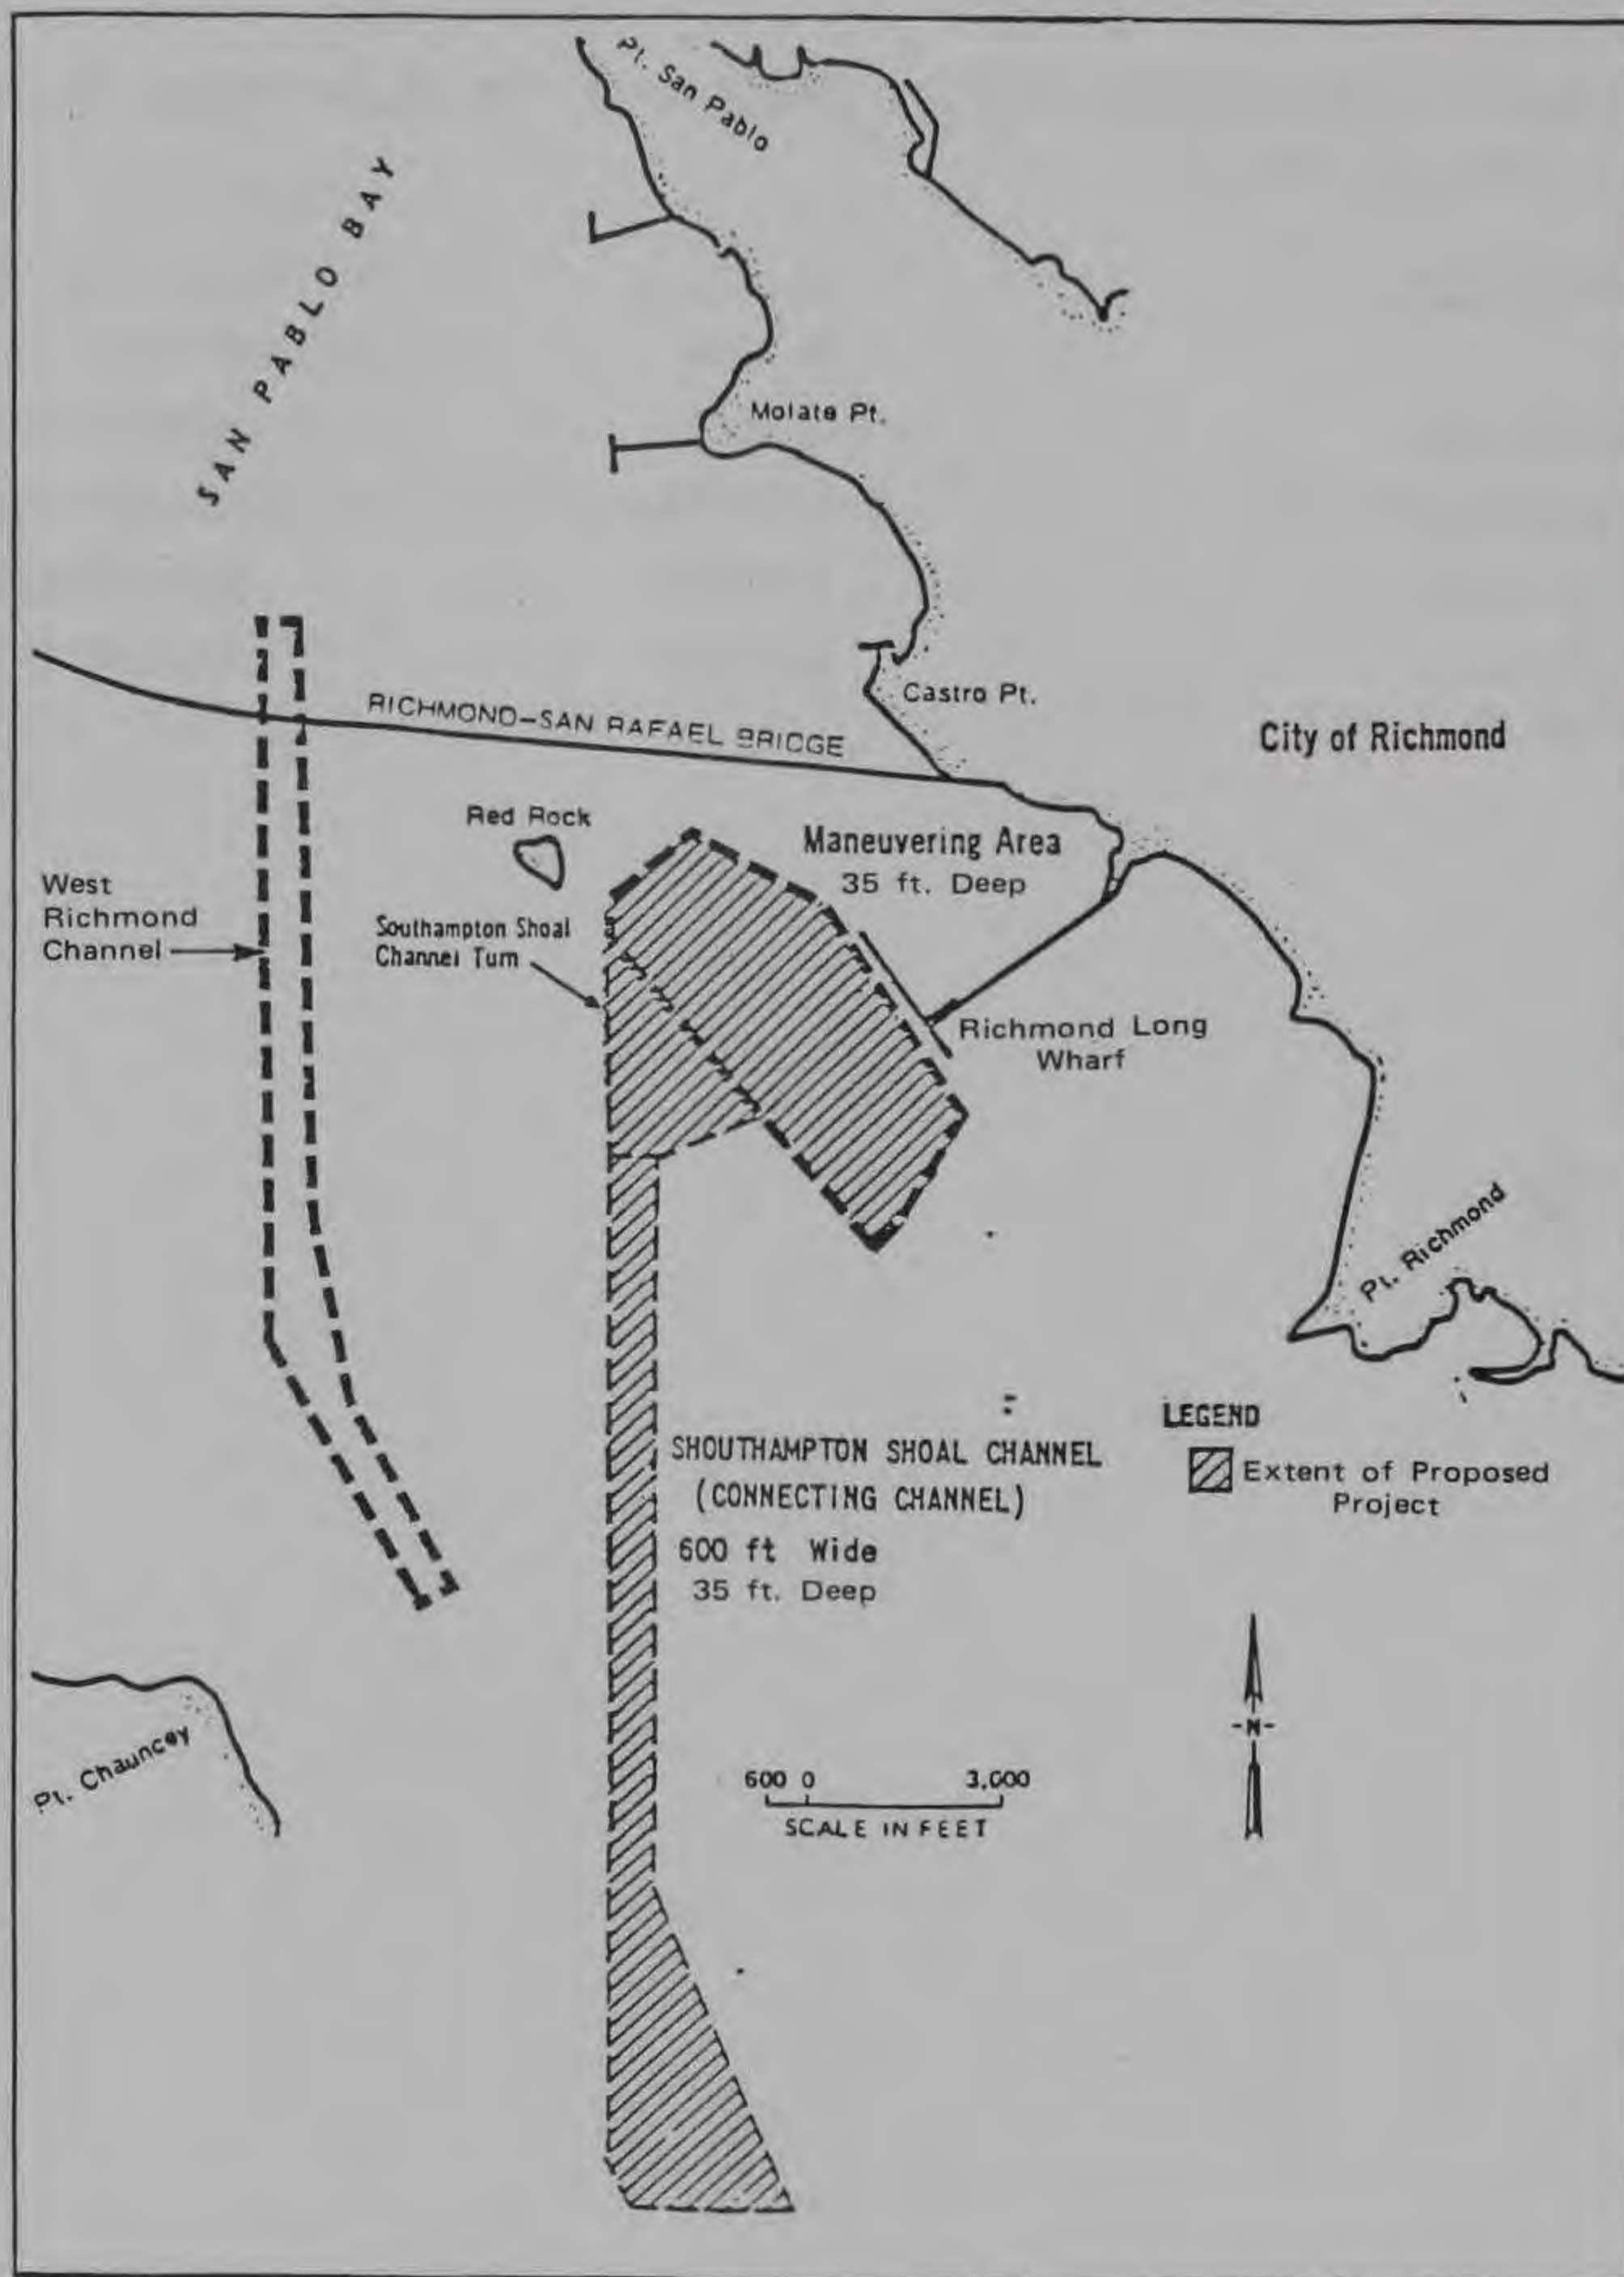 Pt. San Pablo
SAN PABLO BAY
Molate Pt.
Castro Pt.
RICHMOND-SAN RAFAEL BRIDGE
City of Richmond
Red Rock
Maneuvering Area
35 ft. Deep
West
Richmond
Channel
Southampton Shoal
Channel Turn
Richmond Long
Wharf
Pt. Richmond
SHOUTHAMPTON SHOAL CHANNEL
(CONNECTING CHANNEL)
600 ft Wide
35 ft. Deep
LEGEND
Extent of Proposed
Project
-N-
Pt. Chauncey
600 0 3,000
SCALE IN FEET